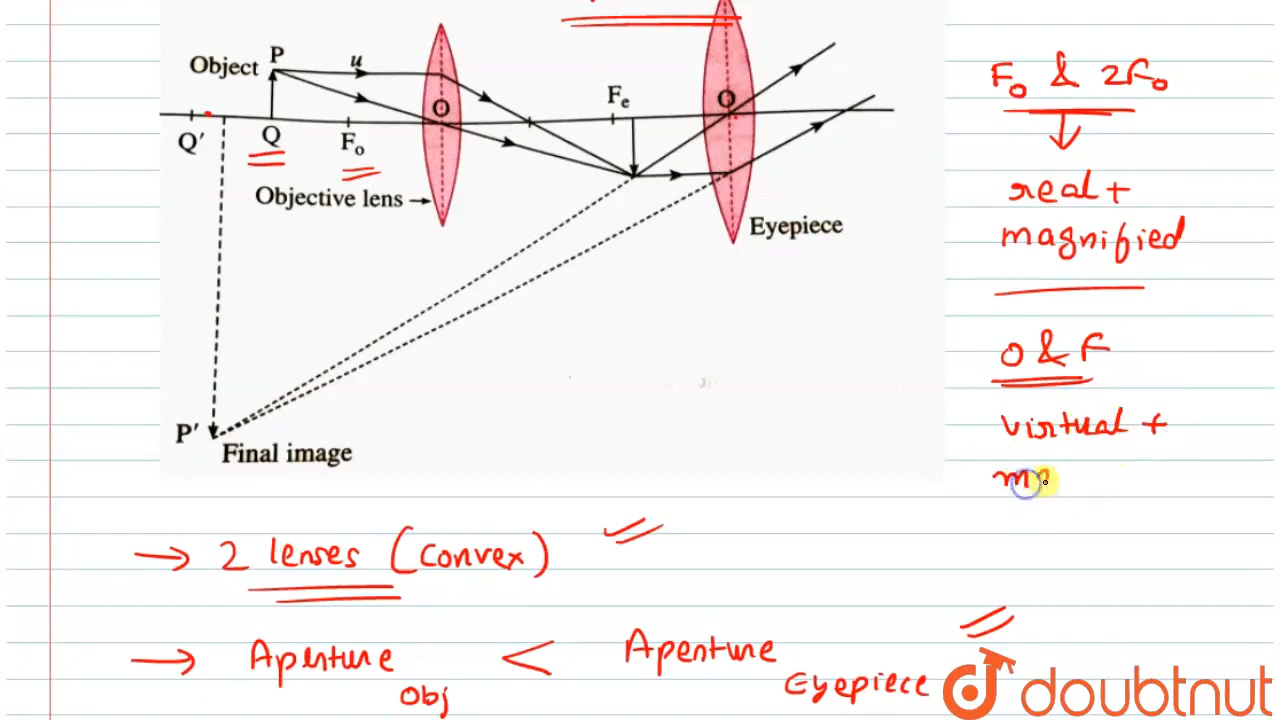 P
Object
u
O
Fe
O
Q′
Q
Fo
Objective lens
Eyepiece
P′
Final image
Fo & 2Fo
real +
magnified
O & F
virtual +
→ 2 lenses (Convex)
→ Aperture Obj < Aperture Eyepiece
doubtnut